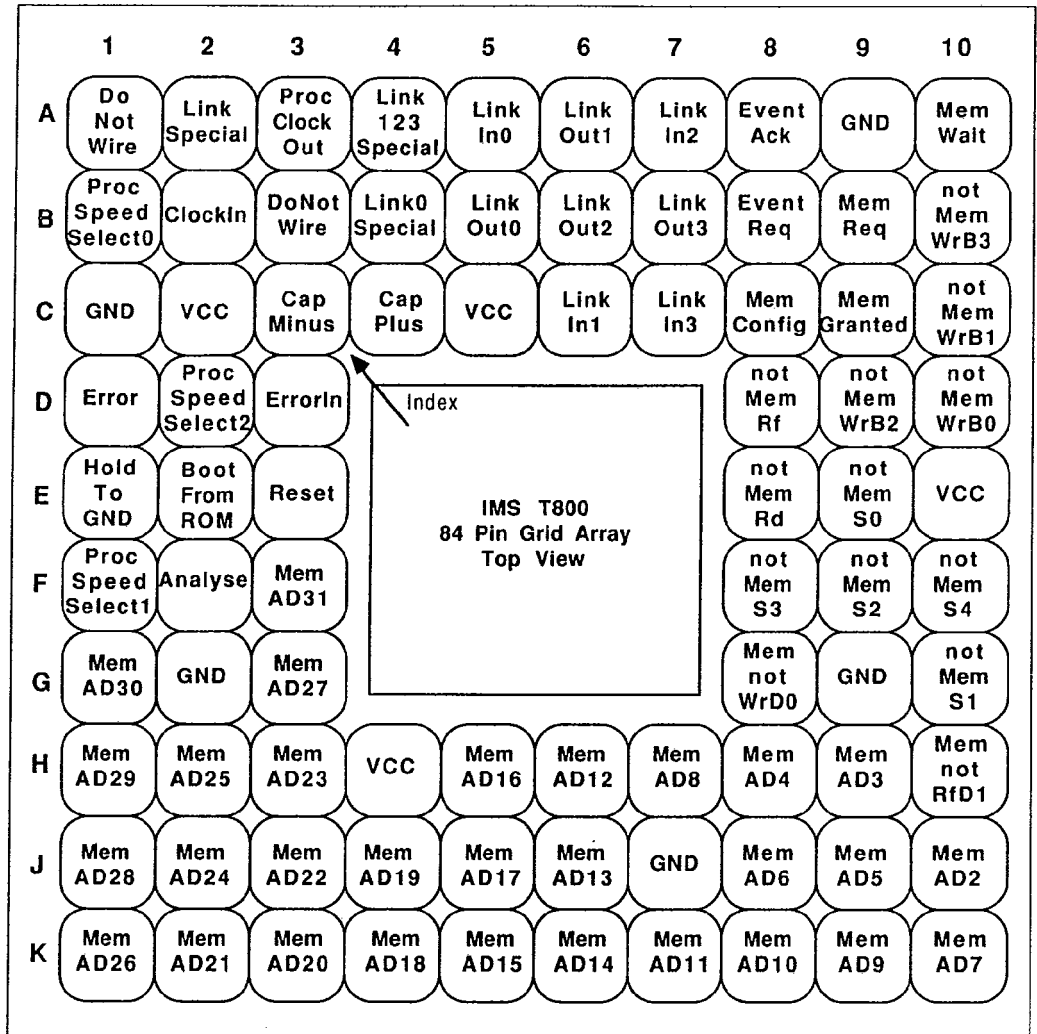 1 2 3 4 5 6 7 8 9 10
A
Do Not Wire
Link Special
Proc Clock Out
Link 123 Special
Link In0
Link Out1
Link In2
Event Ack
GND
Mem Wait
B
Proc Speed Select0
ClockIn
DoNot Wire
Link0 Special
Link Out0
Link Out2
Link Out3
Event Req
Mem Req
not Mem WrB3
C
GND
VCC
Cap Minus
Cap Plus
VCC
Link In1
Link In3
Mem Config
Mem Granted
not Mem WrB1
D
Error
Proc Speed Select2
ErrorIn
Index
not Mem Rf
not Mem WrB2
not Mem WrB0
E
Hold To GND
Boot From ROM
Reset
IMS T800
84 Pin Grid Array
Top View
not Mem Rd
not Mem S0
VCC
F
Proc Speed Select1
Analyse
Mem AD31
not Mem S3
not Mem S2
not Mem S4
G
Mem AD30
GND
Mem AD27
Mem not WrD0
GND
not Mem S1
H
Mem AD29
Mem AD25
Mem AD23
VCC
Mem AD16
Mem AD12
Mem AD8
Mem AD4
Mem AD3
Mem not RfD1
J
Mem AD28
Mem AD24
Mem AD22
Mem AD19
Mem AD17
Mem AD13
GND
Mem AD6
Mem AD5
Mem AD2
K
Mem AD26
Mem AD21
Mem AD20
Mem AD18
Mem AD15
Mem AD14
Mem AD11
Mem AD10
Mem AD9
Mem AD7